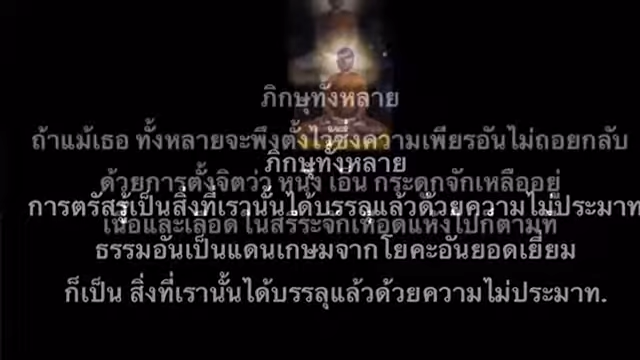 ภิกษุทั้งหลาย
ถ้าแม้เธอ ทั้งหลายจะพึงตั้งไว้ซึ่งความเพียรอันไม่ถอยกลับ
ภิกษุทั้งหลาย
ด้วยการตั้งจิตว่า หนัง เอ็น กระดูกจักเหลืออยู่
การตรัสรู้เป็นสิ่งที่เรานั้นได้บรรลุแล้วด้วยความไม่ประมาท
เนื้อและเลือดในสรีระจักเหือดแห้งไปก็ตามที
ธรรมอันเป็นแดนเกษมจากโยคะอันยอดเยี่ยม
ก็เป็น สิ่งที่เรานั้นได้บรรลุแล้วด้วยความไม่ประมาท.